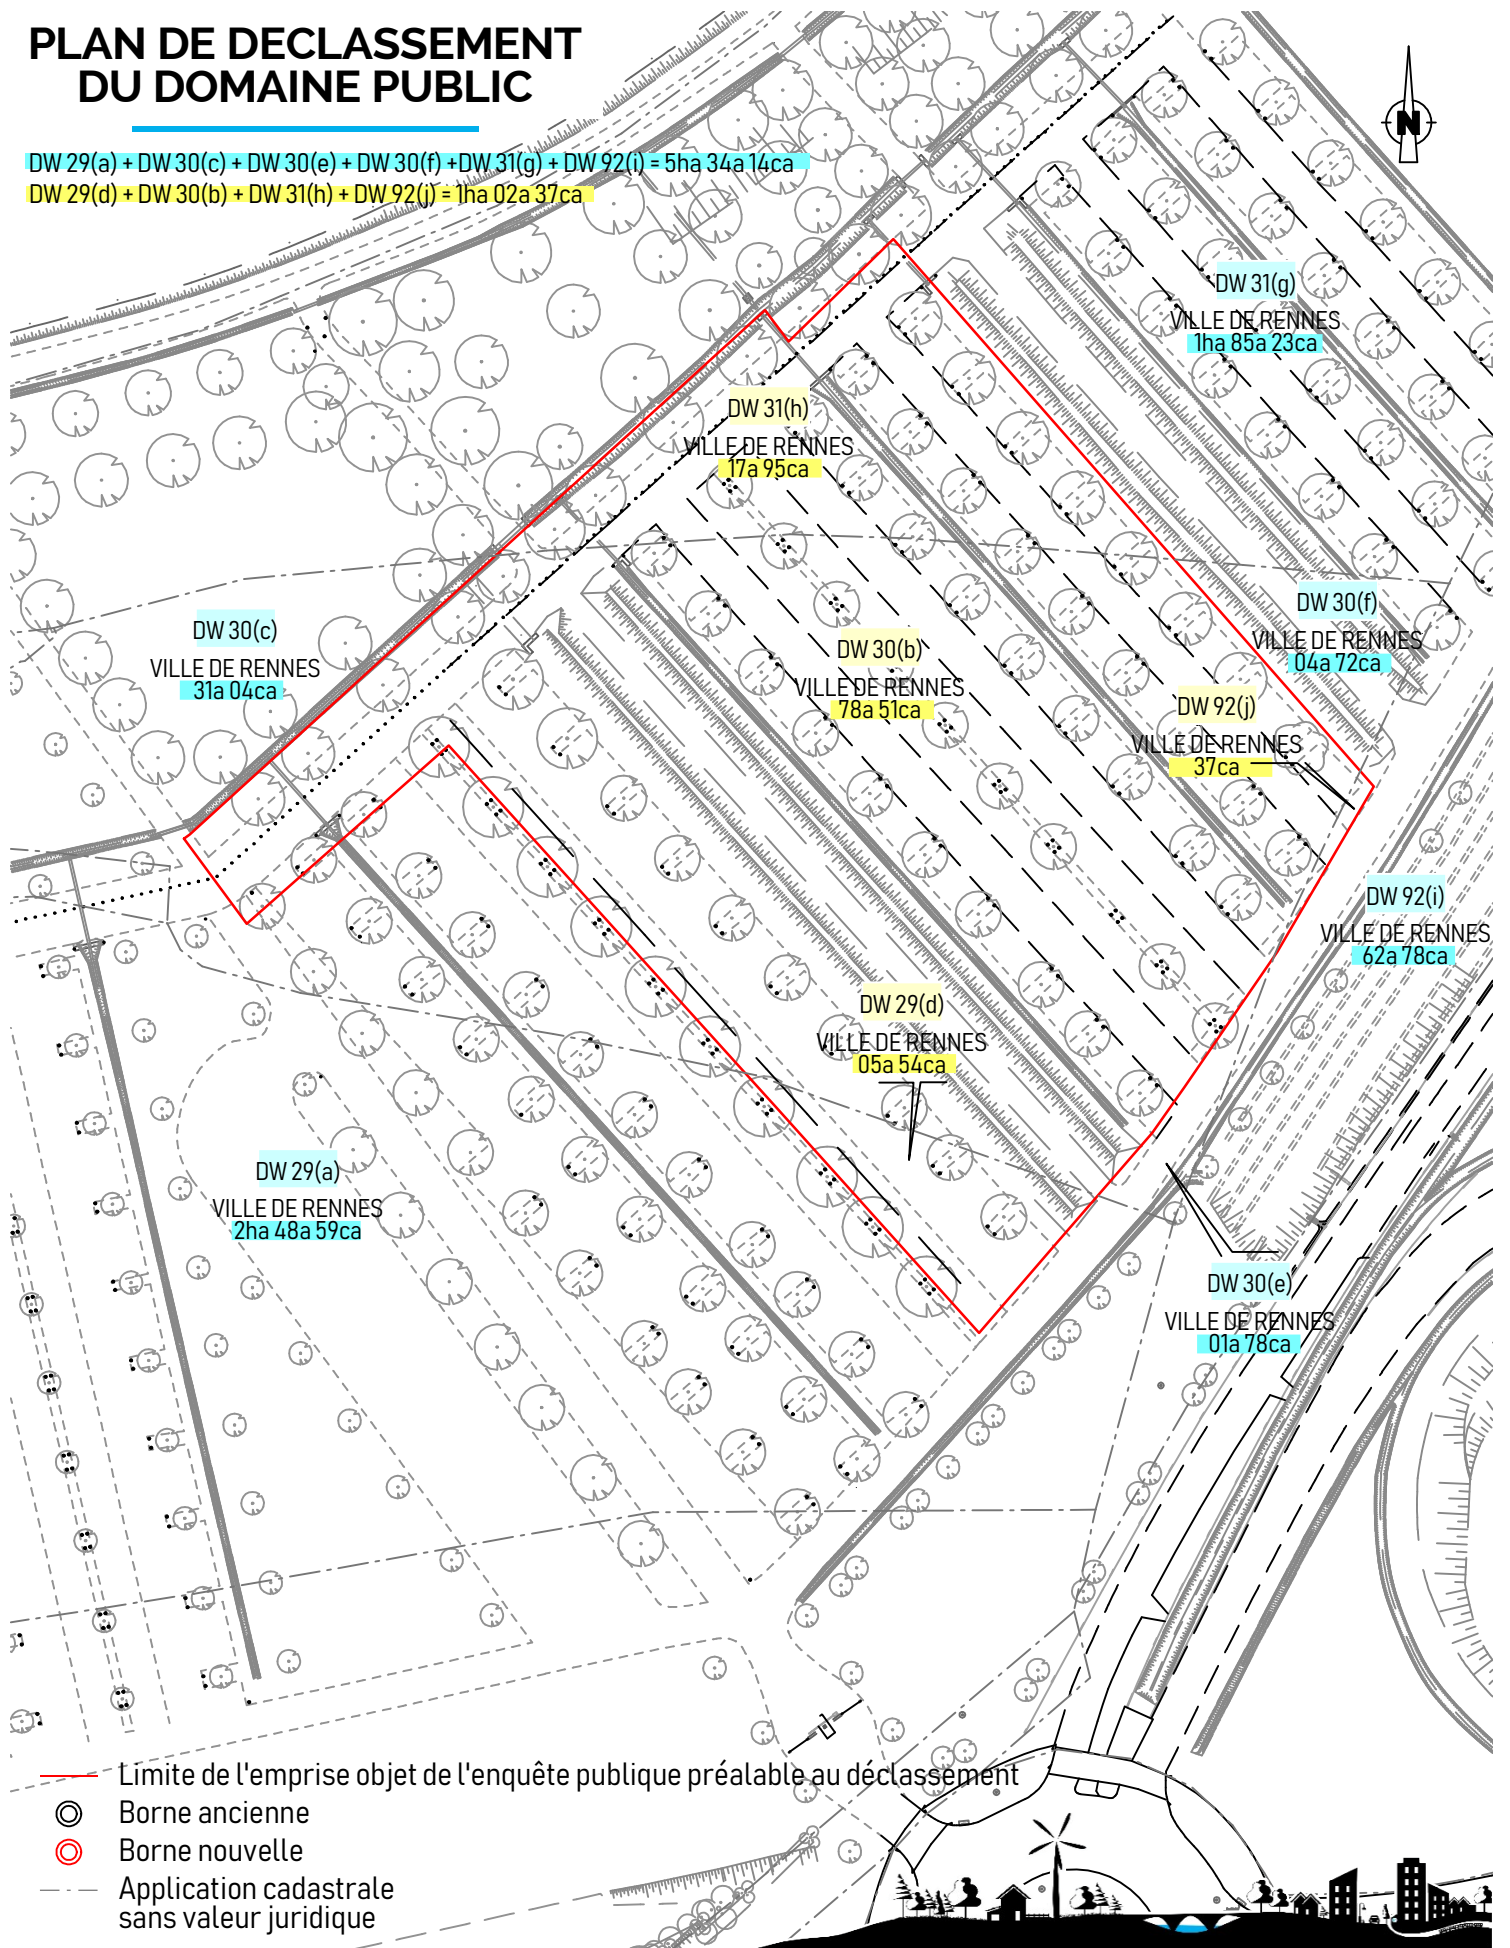 PLAN DE DECLASSEMENT
DU DOMAINE PUBLIC
DW 29(a) + DW 30(c) + DW 30(e) + DW 30(f) +DW 31(g) + DW 92(i) = 5ha 34a 14ca
DW 29(d) + DW 30(b) + DW 31(h) + DW 92(j) = 1ha 02a 37ca
N
DW 31(g)
VILLE DE RENNES
1ha 85a 23ca
DW 31(h)
VILLE DE RENNES
17a 95ca
DW 30(c)
VILLE DE RENNES
31a 04ca
DW 30(f)
VILLE DE RENNES
04a 72ca
DW 30(b)
VILLE DE RENNES
78a 51ca
DW 92(j)
VILLE DE RENNES
37ca
DW 92(i)
VILLE DE RENNES
62a 78ca
DW 29(d)
VILLE DE RENNES
05a 54ca
DW 29(a)
VILLE DE RENNES
2ha 48a 59ca
DW 30(e)
VILLE DE RENNES
01a 78ca
Limite de l'emprise objet de l'enquête publique préalable au déclassement
Borne ancienne
Borne nouvelle
Application cadastrale
sans valeur juridique